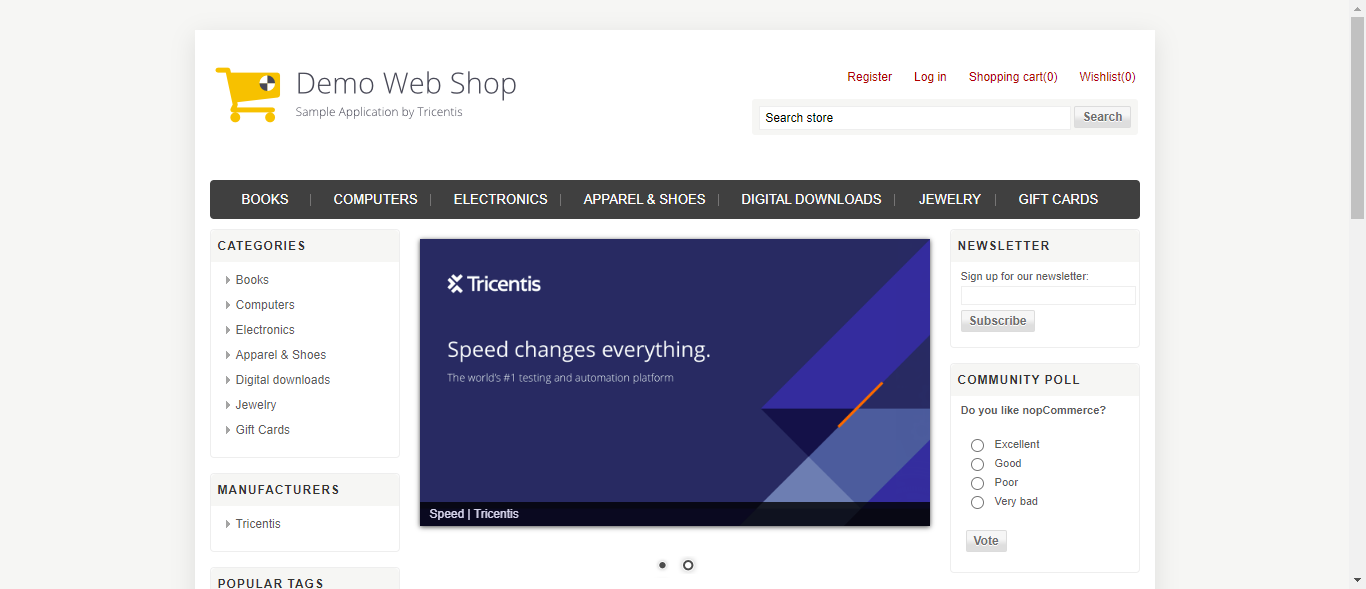 Demo Web Shop
Sample Application by Tricentis
Register Log in Shopping cart(0) Wishlist(0)
Search store Search
BOOKS COMPUTERS ELECTRONICS APPAREL & SHOES DIGITAL DOWNLOADS JEWELRY GIFT CARDS
CATEGORIES
Books
Computers
Electronics
Apparel & Shoes
Digital downloads
Jewelry
Gift Cards
MANUFACTURERS
Tricentis
POPULAR TAGS
Tricentis
Speed changes everything.
The world's #1 testing and automation platform
Speed | Tricentis
NEWSLETTER
Sign up for our newsletter:
Subscribe
COMMUNITY POLL
Do you like nopCommerce?
Excellent
Good
Poor
Very bad
Vote